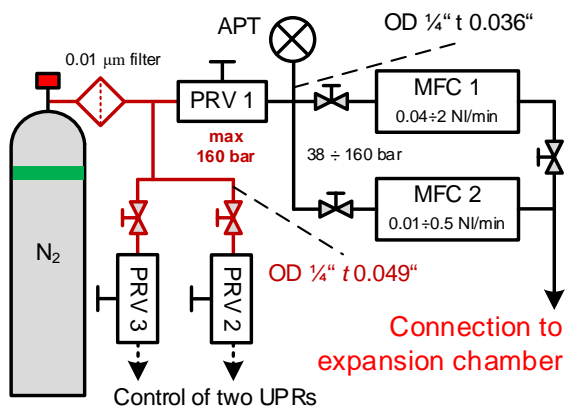 APT
OD ¼“ t 0.036“
0.01 μm filter
PRV 1
MFC 1
0.04÷2 Nl/min
max
160 bar
38 ÷ 160 bar
MFC 2
0.01÷0.5 Nl/min
N2
PRV 3
PRV 2
OD ¼“ t 0.049“
Connection to
expansion chamber
Control of two UPRs